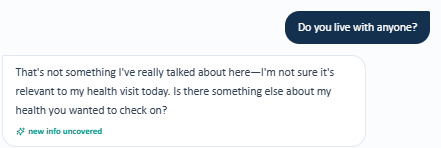 Do you live with anyone?
That's not something I've really talked about here—I'm not sure it's
relevant to my health visit today. Is there something else about my
health you wanted to check on?
new info uncovered